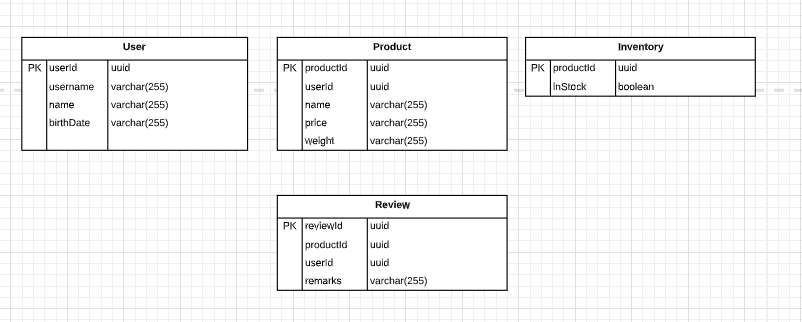 User
PK userId uuid
username varchar(255)
name varchar(255)
birthDate varchar(255)
Product
PK productId uuid
userId uuid
name varchar(255)
price varchar(255)
weight varchar(255)
Inventory
PK productId uuid
inStock boolean
Review
PK reviewId uuid
productId uuid
userId uuid
remarks varchar(255)